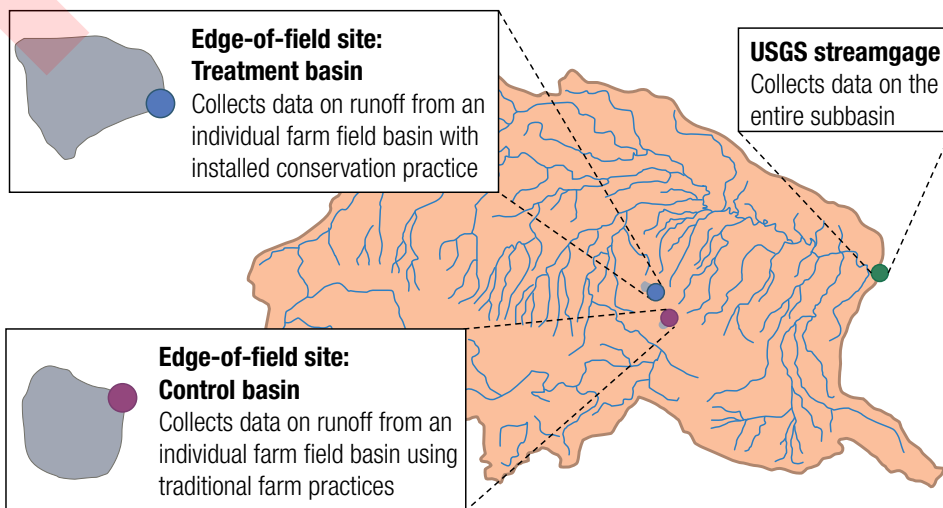 Edge-of-field site:
Treatment basin
Collects data on runoff from an
individual farm field basin with
installed conservation practice
USGS streamgage
Collects data on the
entire subbasin
Edge-of-field site:
Control basin
Collects data on runoff from an
individual farm field basin using
traditional farm practices